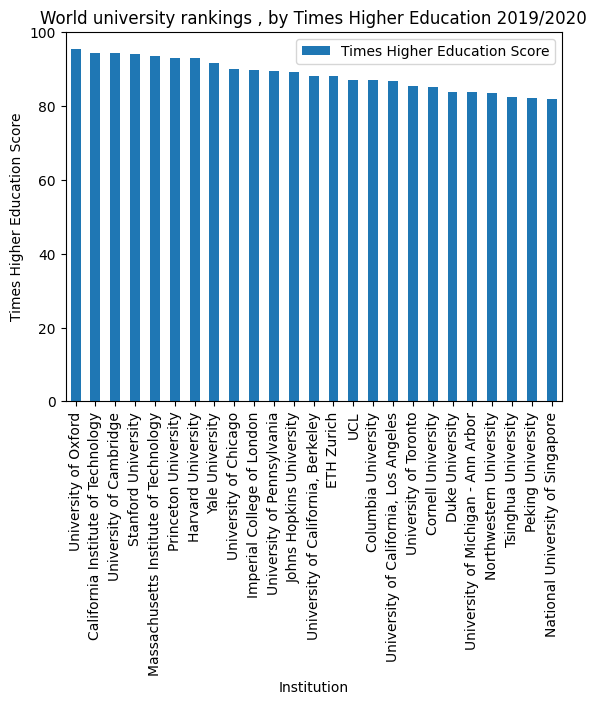 World university rankings , by Times Higher Education 2019/2020
Times Higher Education Score
100
80
60
40
20
0
Times Higher Education Score
University of Oxford
California Institute of Technology
University of Cambridge
Stanford University
Massachusetts Institute of Technology
Princeton University
Harvard University
Yale University
University of Chicago
Imperial College of London
University of Pennsylvania
Johns Hopkins University
University of California, Berkeley
ETH Zurich
UCL
Columbia University
University of California, Los Angeles
University of Toronto
Cornell University
Duke University
University of Michigan - Ann Arbor
Northwestern University
Tsinghua University
Peking University
National University of Singapore
Institution